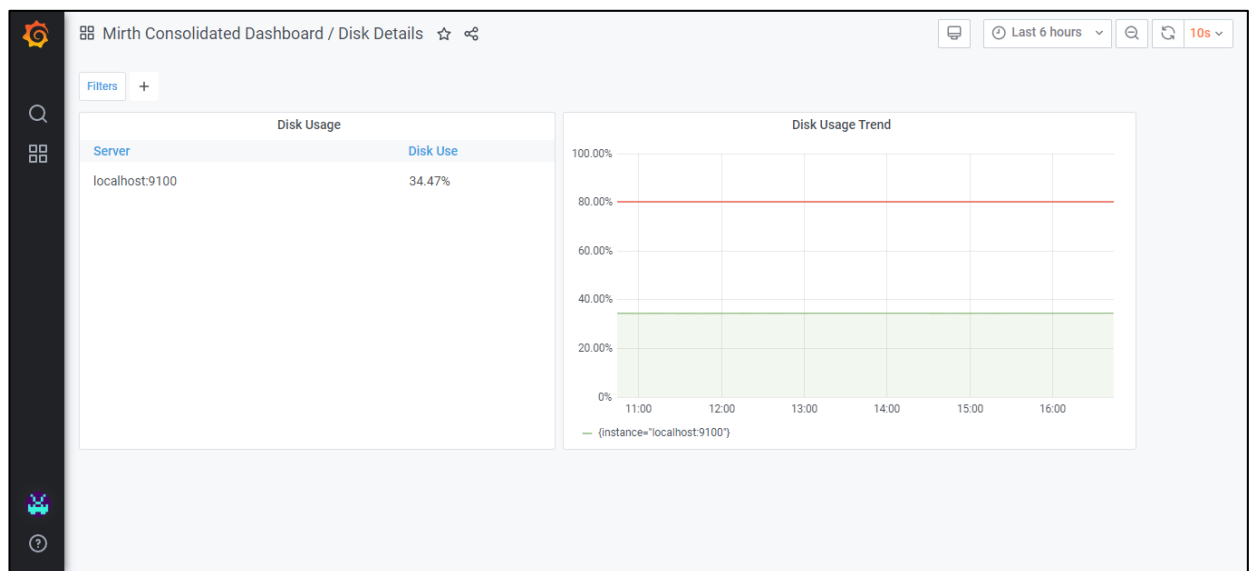 Mirth Consolidated Dashboard / Disk Details
Last 6 hours
10s
Filters
+
Disk Usage
Server Disk Use
localhost:9100 34.47%
Disk Usage Trend
100.00%
80.00%
60.00%
40.00%
20.00%
0%
11:00 12:00 13:00 14:00 15:00 16:00
{instance="localhost:9100"}
?